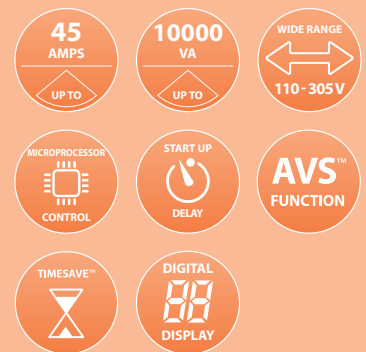 45
AMPS
UP TO
10000
VA
UP TO
WIDE RANGE
110-305V
MICROPROCESSOR
CONTROL
START UP
DELAY
AVS™
FUNCTION
TIMESAVE™
DIGITAL
88
DISPLAY